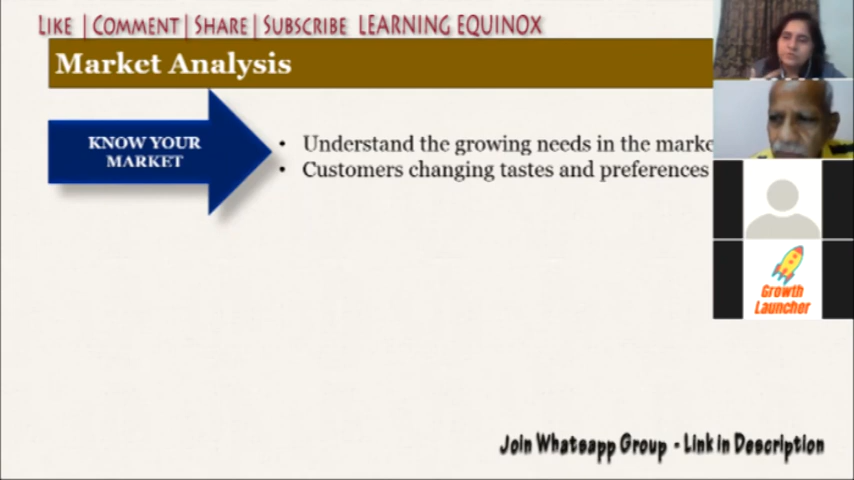 LIKE | COMMENT | SHARE | SUBSCRIBE LEARNING EQUINOX
Market Analysis
KNOW YOUR
MARKET
• Understand the growing needs in the marke
• Customers changing tastes and preferences
Growth
Launcher
Join Whatsapp Group - Link in Description